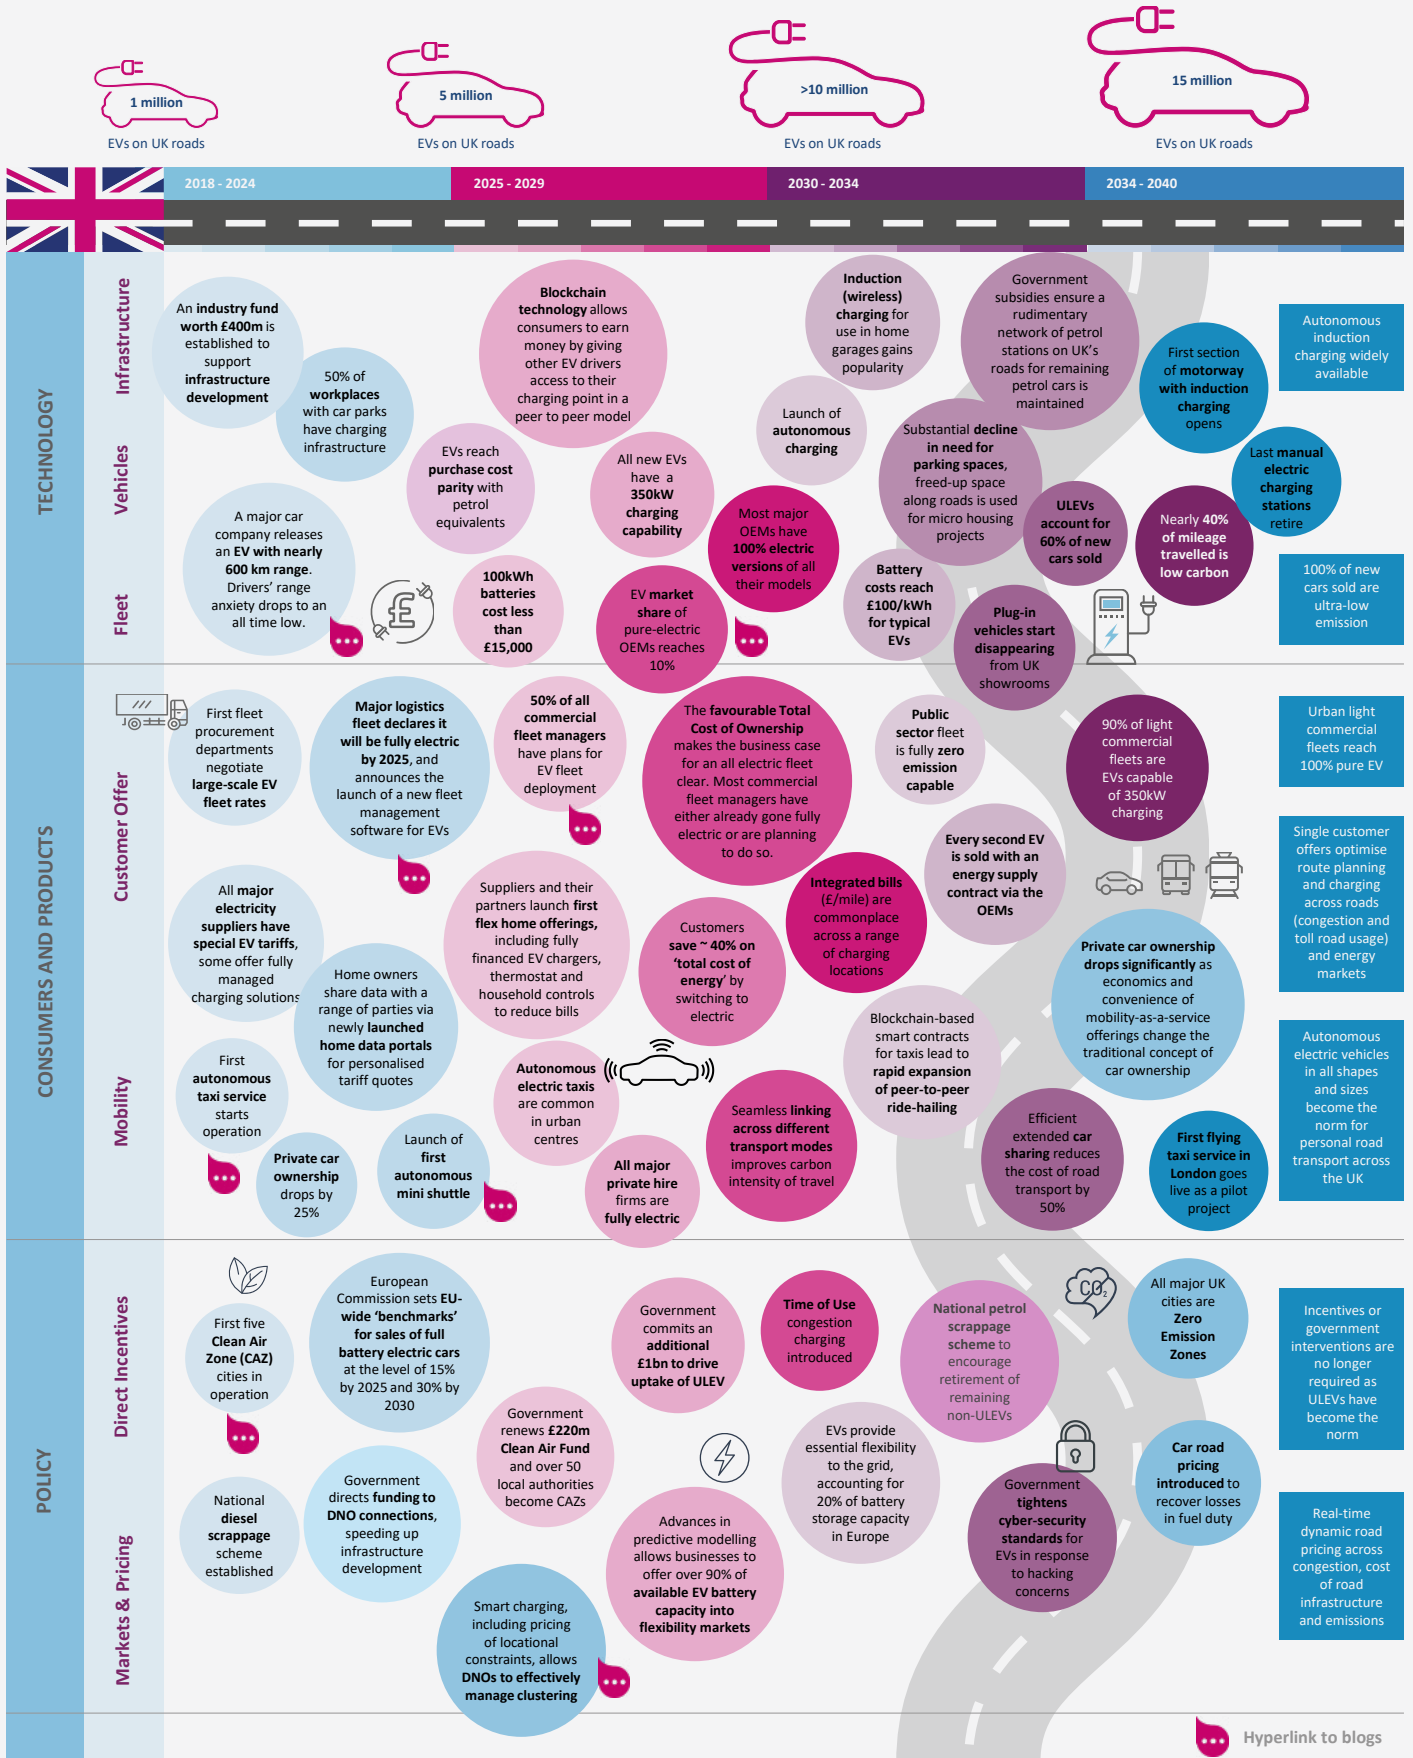 1 million
EVs on UK roads
5 million
EVs on UK roads
>10 million
EVs on UK roads
15 million
EVs on UK roads
2018 - 2024
2025 - 2029
2030 - 2034
2034 - 2040
TECHNOLOGY
Infrastructure
Vehicles
Fleet
An industry fund
worth £400m is
established to
support
infrastructure
development
50% of
workplaces
with car parks
have charging
infrastructure
A major car
company releases
an EV with nearly
600 km range.
Drivers' range
anxiety drops to an
all time low.
EVs reach
purchase cost
parity with
petrol
equivalents
Blockchain
technology allows
consumers to earn
money by giving
other EV drivers
access to their
charging point in a
peer to peer model
All new EVs
have a
350kW
charging
capability
100kWh
batteries
cost less
than
£15,000
EV market
share of
pure-electric
OEMs reaches
10%
Most major
OEMs have
100% electric
versions of all
their models
Induction
(wireless)
charging for
use in home
garages gains
popularity
Launch of
autonomous
charging
Government
subsidies ensure a
rudimentary
network of petrol
stations on UK's
roads for remaining
petrol cars is
maintained
Substantial decline
in need for
parking spaces,
freed-up space
along roads is used
for micro housing
projects
Battery
costs reach
£100/kWh
for typical
EVs
ULEVs
account for
60% of new
cars sold
Plug-in
vehicles start
disappearing
from UK
showrooms
First section
of motorway
with induction
charging
opens
Last manual
electric
charging
stations
retire
Nearly 40%
of mileage
travelled is
low carbon
Autonomous
induction
charging widely
available
100% of new
cars sold are
ultra-low
emission
CONSUMERS AND PRODUCTS
Customer Offer
Mobility
First fleet
procurement
departments
negotiate
large-scale EV
fleet rates
Major logistics
fleet declares it
will be fully electric
by 2025, and
announces the
launch of a new fleet
management
software for EVs
50% of all
commercial
fleet managers
have plans for
EV fleet
deployment
The favourable Total
Cost of Ownership
makes the business case
for an all electric fleet
clear. Most commercial
fleet managers have
either already gone fully
electric or are planning
to do so.
Public
sector fleet
is fully zero
emission
capable
90% of light
commercial
fleets are
EVs capable
of 350kW
charging
Urban light
commercial
fleets reach
100% pure EV
All major
electricity
suppliers have
special EV tariffs,
some offer fully
managed
charging solutions
Home owners
share data with a
range of parties via
newly launched
home data portals
for personalised
tariff quotes
Suppliers and their
partners launch first
flex home offerings,
including fully
financed EV chargers,
thermostat and
household controls
to reduce bills
Customers
save ~ 40% on
'total cost of
energy' by
switching to
electric
Integrated bills
(£/mile) are
commonplace
across a range
of charging
locations
Every second EV
is sold with an
energy supply
contract via the
OEMs
Single customer
offers optimise
route planning
and charging
across roads
(congestion and
toll road usage)
and energy
markets
First
autonomous
taxi service
starts
operation
Private car
ownership
drops by
25%
Launch of
first
autonomous
mini shuttle
Autonomous
electric taxis
are common
in urban
centres
All major
private hire
firms are
fully electric
Seamless linking
across different
transport modes
improves carbon
intensity of travel
Blockchain-based
smart contracts
for taxis lead to
rapid expansion
of peer-to-peer
ride-hailing
Efficient
extended car
sharing reduces
the cost of road
transport by
50%
Private car ownership
drops significantly as
economics and
convenience of
mobility-as-a-service
offerings change the
traditional concept of
car ownership
First flying
taxi service in
London goes
live as a pilot
project
Autonomous
electric vehicles
in all shapes
and sizes
become the
norm for
personal road
transport across
the UK
POLICY
Direct Incentives
Markets & Pricing
First five
Clean Air
Zone (CAZ)
cities in
operation
European
Commission sets EU-
wide 'benchmarks'
for sales of full
battery electric cars
at the level of 15%
by 2025 and 30% by
2030
Government
renews £220m
Clean Air Fund
and over 50
local authorities
become CAZs
Government
commits an
additional
£1bn to drive
uptake of ULEV
Time of Use
congestion
charging
introduced
National petrol
scrappage
scheme to
encourage
retirement of
remaining
non-ULEVs
CO2
All major UK
cities are
Zero
Emission
Zones
Incentives or
government
interventions are
no longer
required as
ULEVs have
become the
norm
National
diesel
scrappage
scheme
established
Government
directs funding to
DNO connections,
speeding up
infrastructure
development
Smart charging,
including pricing
of locational
constraints, allows
DNOs to effectively
manage clustering
Advances in
predictive modelling
allows businesses to
offer over 90% of
available EV battery
capacity into
flexibility markets
EVs provide
essential flexibility
to the grid,
accounting for
20% of battery
storage capacity
in Europe
Government
tightens
cyber-security
standards for
EVs in response
to hacking
concerns
Car road
pricing
introduced to
recover losses
in fuel duty
Real-time
dynamic road
pricing across
congestion, cost
of road
infrastructure
and emissions
Hyperlink to blogs